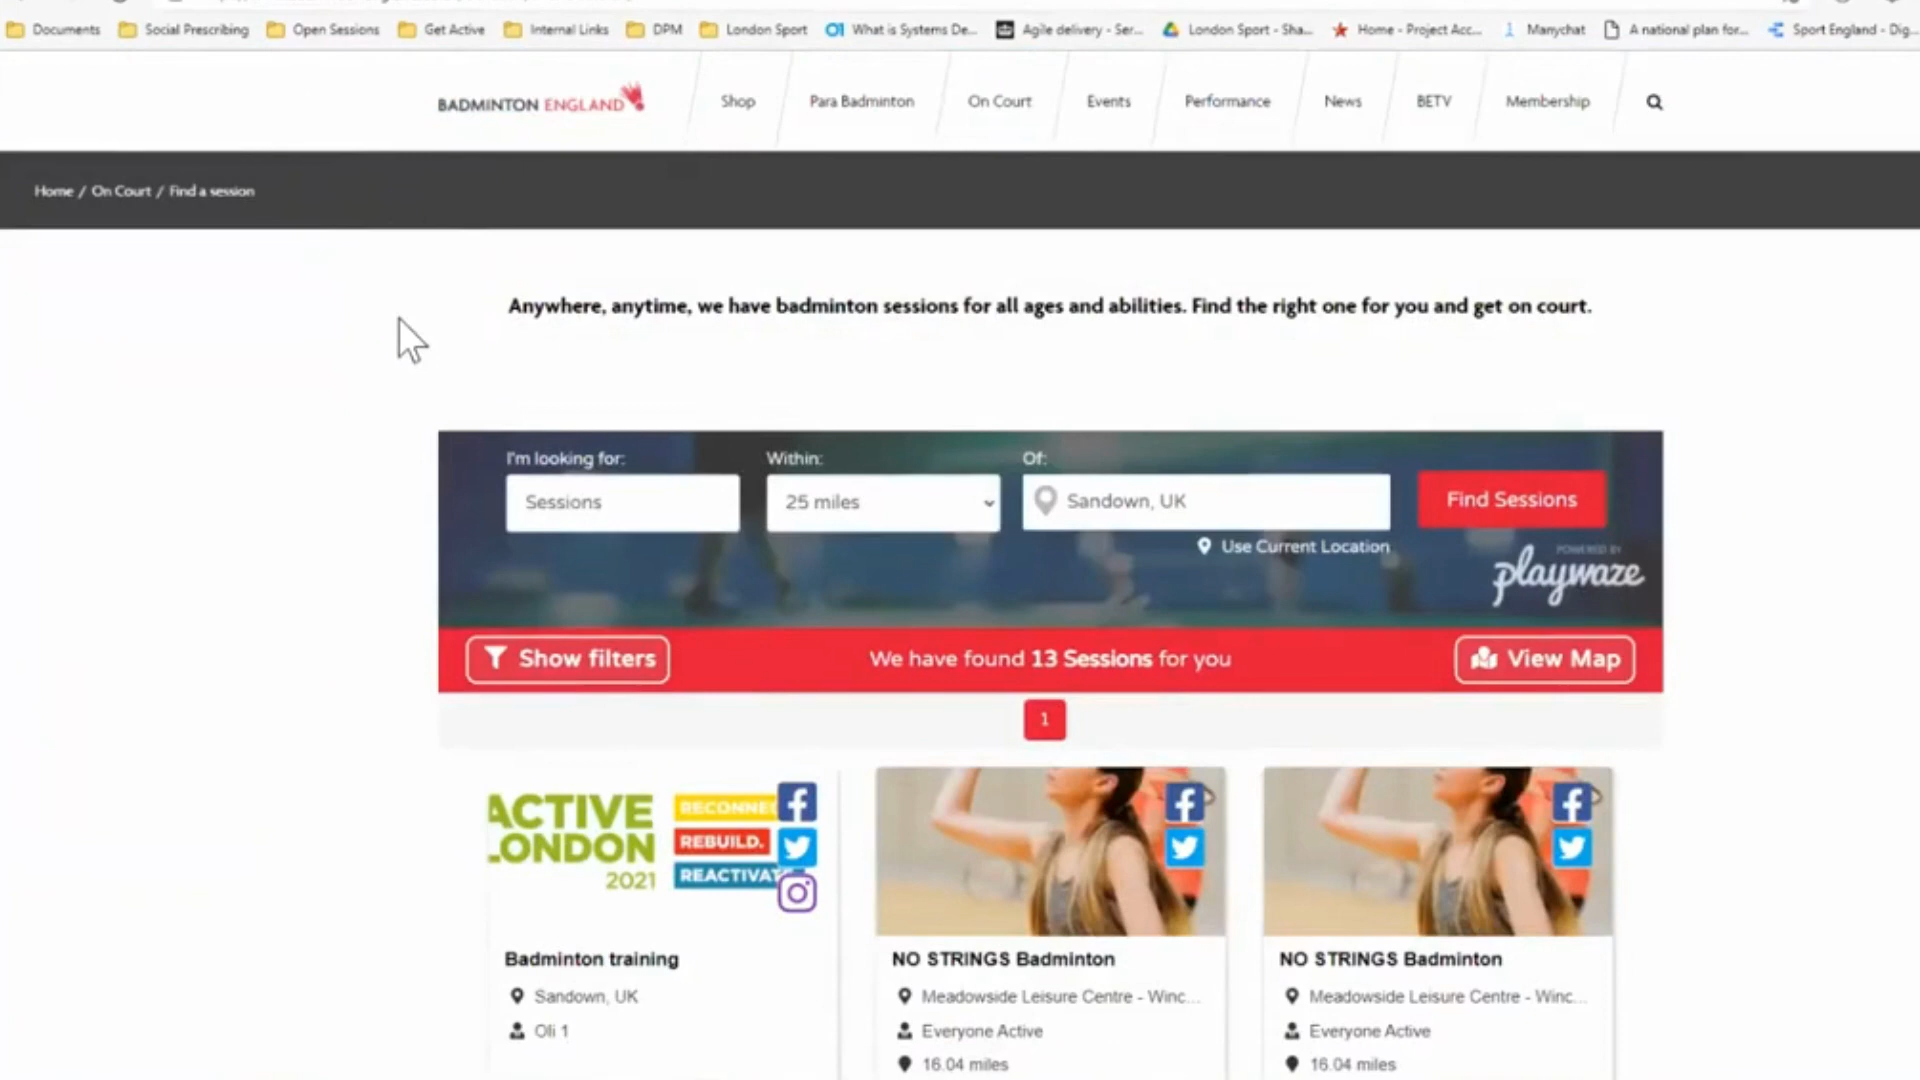 Documents Social Prescribing Open Sessions Get Active Internal Links DPM London Sport What is Systems De... Agile delivery - Ser... London Sport - Sha... Home - Project Acc... Manychat A national plan for... Sport England - Dig...
BADMINTON ENGLAND Shop Para Badminton On Court Events Performance News BETV Membership
Home / On Court / Find a session
Anywhere, anytime, we have badminton sessions for all ages and abilities. Find the right one for you and get on court.
I'm looking for: Within: Of:
Sessions 25 miles Sandown, UK Find Sessions
Use Current Location
POWERED BY
playwaze
Show filters We have found 13 Sessions for you View Map
1
ACTIVE RECONNEC
LONDON REBUILD.
2021 REACTIVAT
Badminton training NO STRINGS Badminton NO STRINGS Badminton
Sandown, UK Meadowside Leisure Centre - Winc... Meadowside Leisure Centre - Winc...
Oli 1 Everyone Active Everyone Active
16.04 miles 16.04 miles